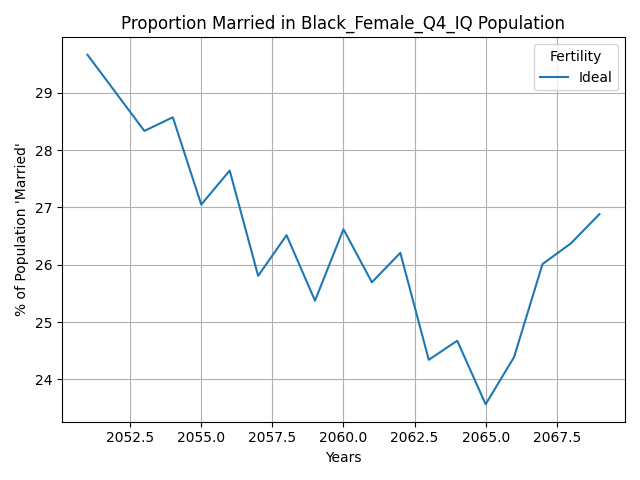 Proportion Married in Black_Female_Q4_IQ Population
Fertility
Ideal
% of Population 'Married'
29
28
27
26
25
24
2052.5 2055.0 2057.5 2060.0 2062.5 2065.0 2067.5
Years